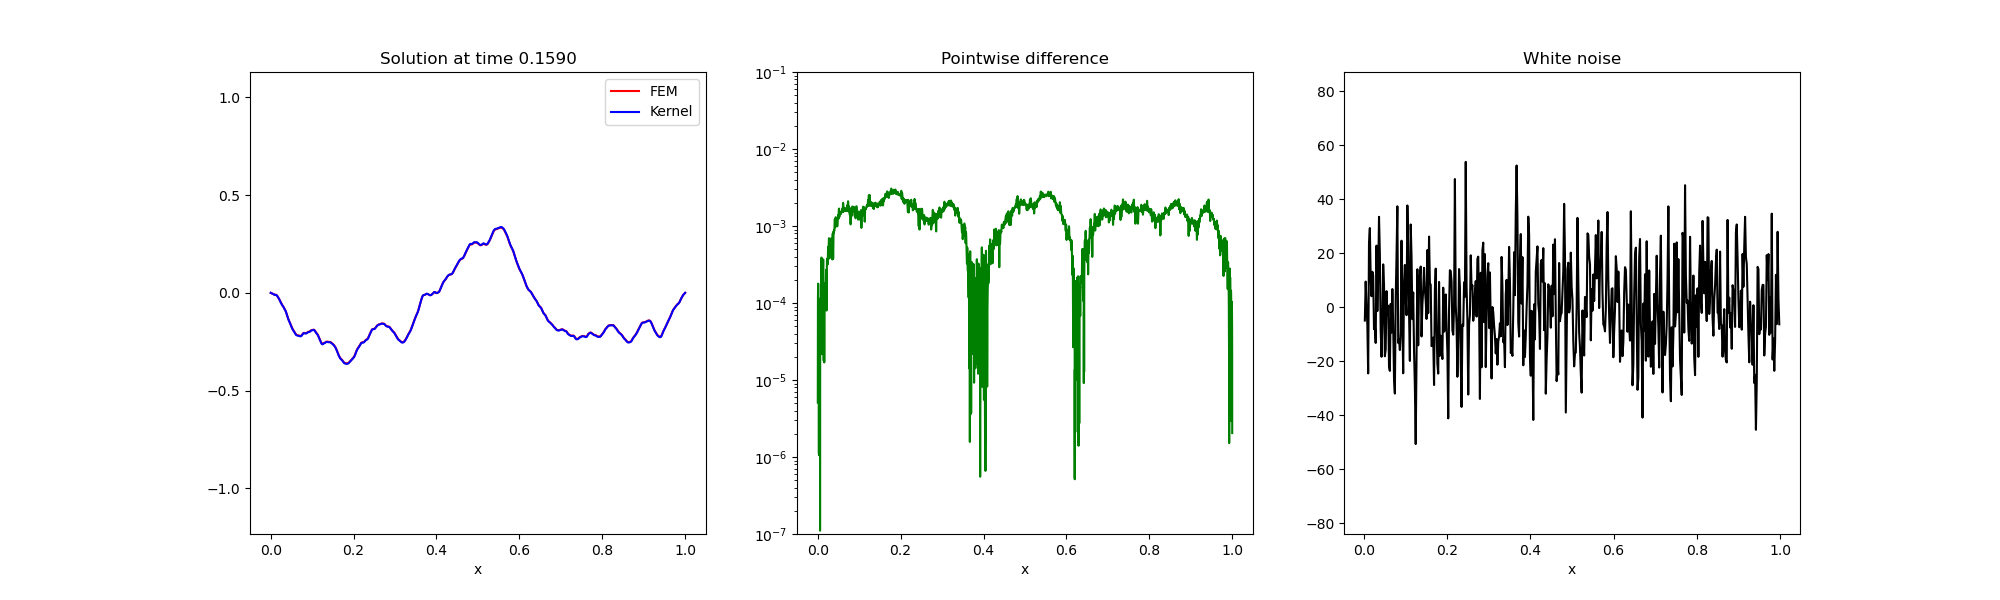 Solution at time 0.1590
1.0
0.5
0.0
−0.5
−1.0
FEM
Kernel
0.0 0.2 0.4 0.6 0.8 1.0
x
Pointwise difference
10⁻¹
10⁻²
10⁻³
10⁻⁴
10⁻⁵
10⁻⁶
10⁻⁷
0.0 0.2 0.4 0.6 0.8 1.0
x
White noise
80
60
40
20
0
−20
−40
−60
−80
0.0 0.2 0.4 0.6 0.8 1.0
x